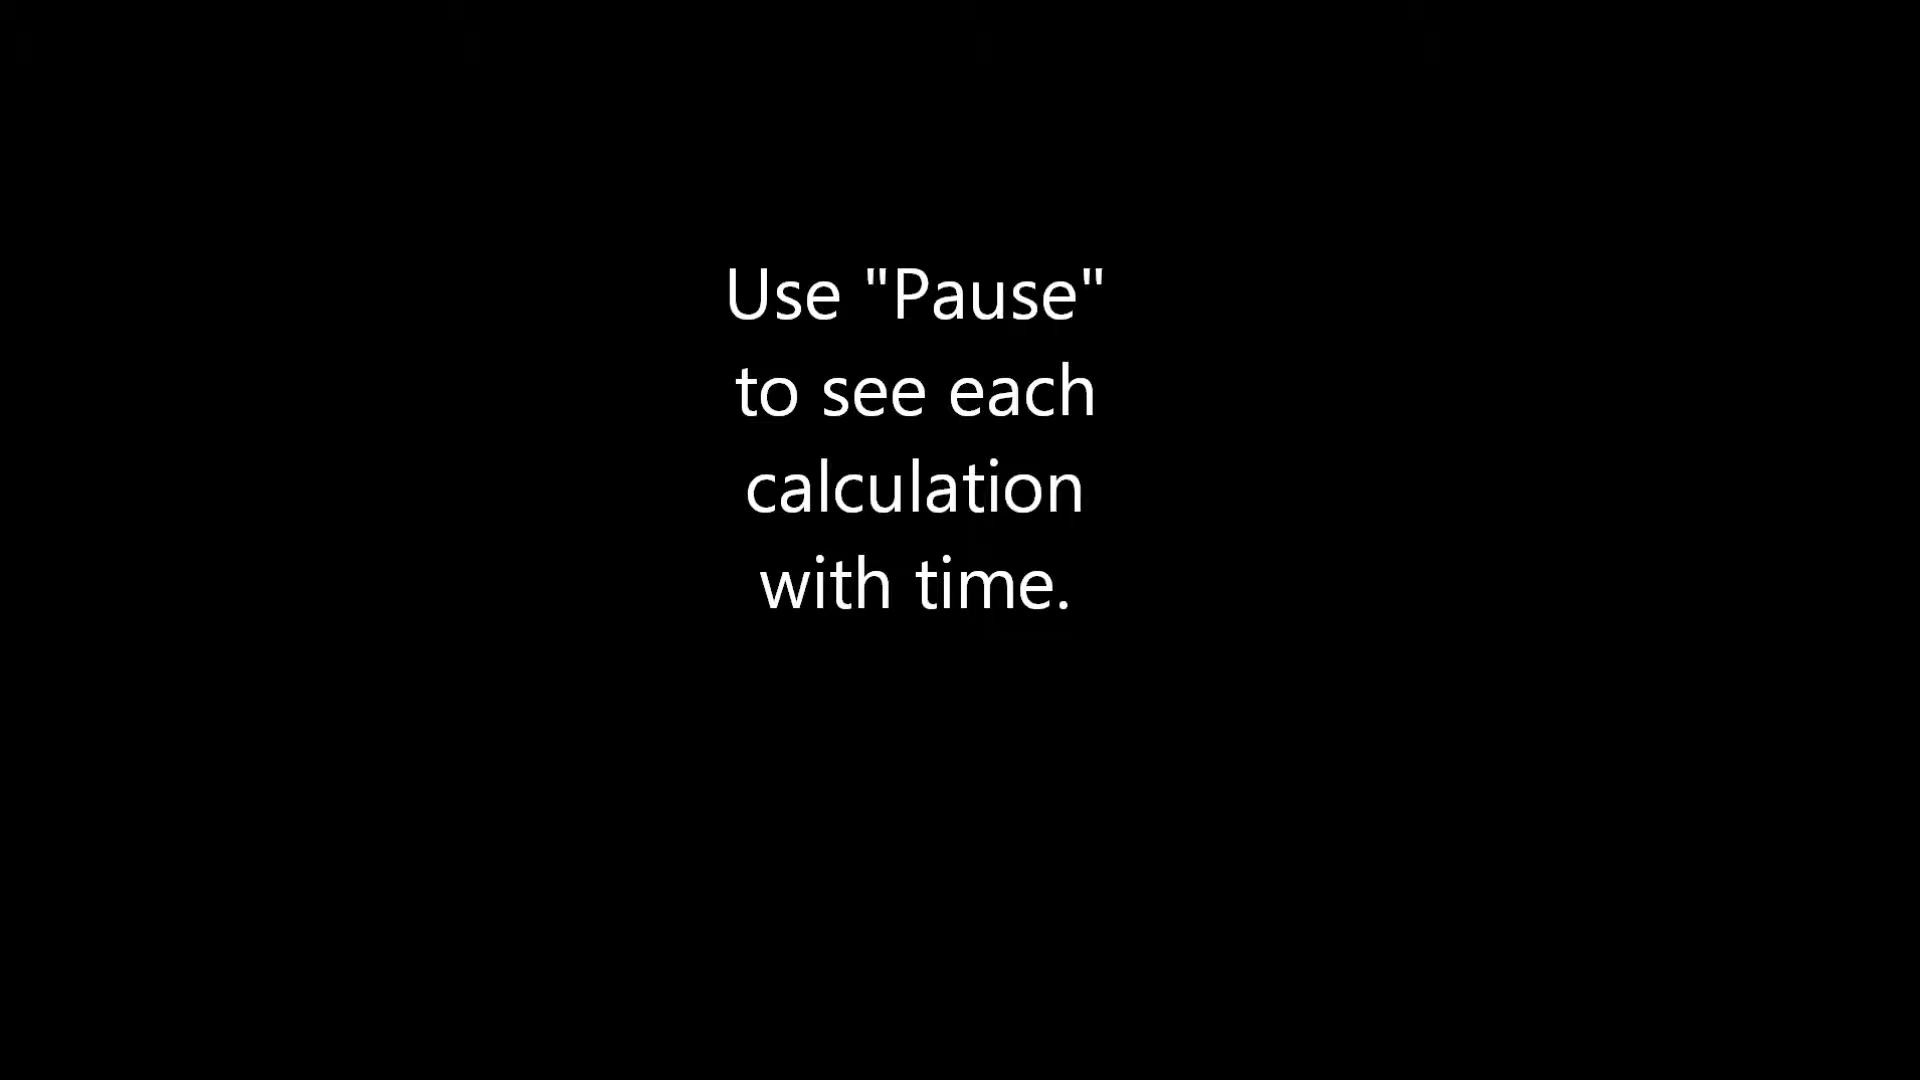 Use "Pause"
to see each
calculation
with time.